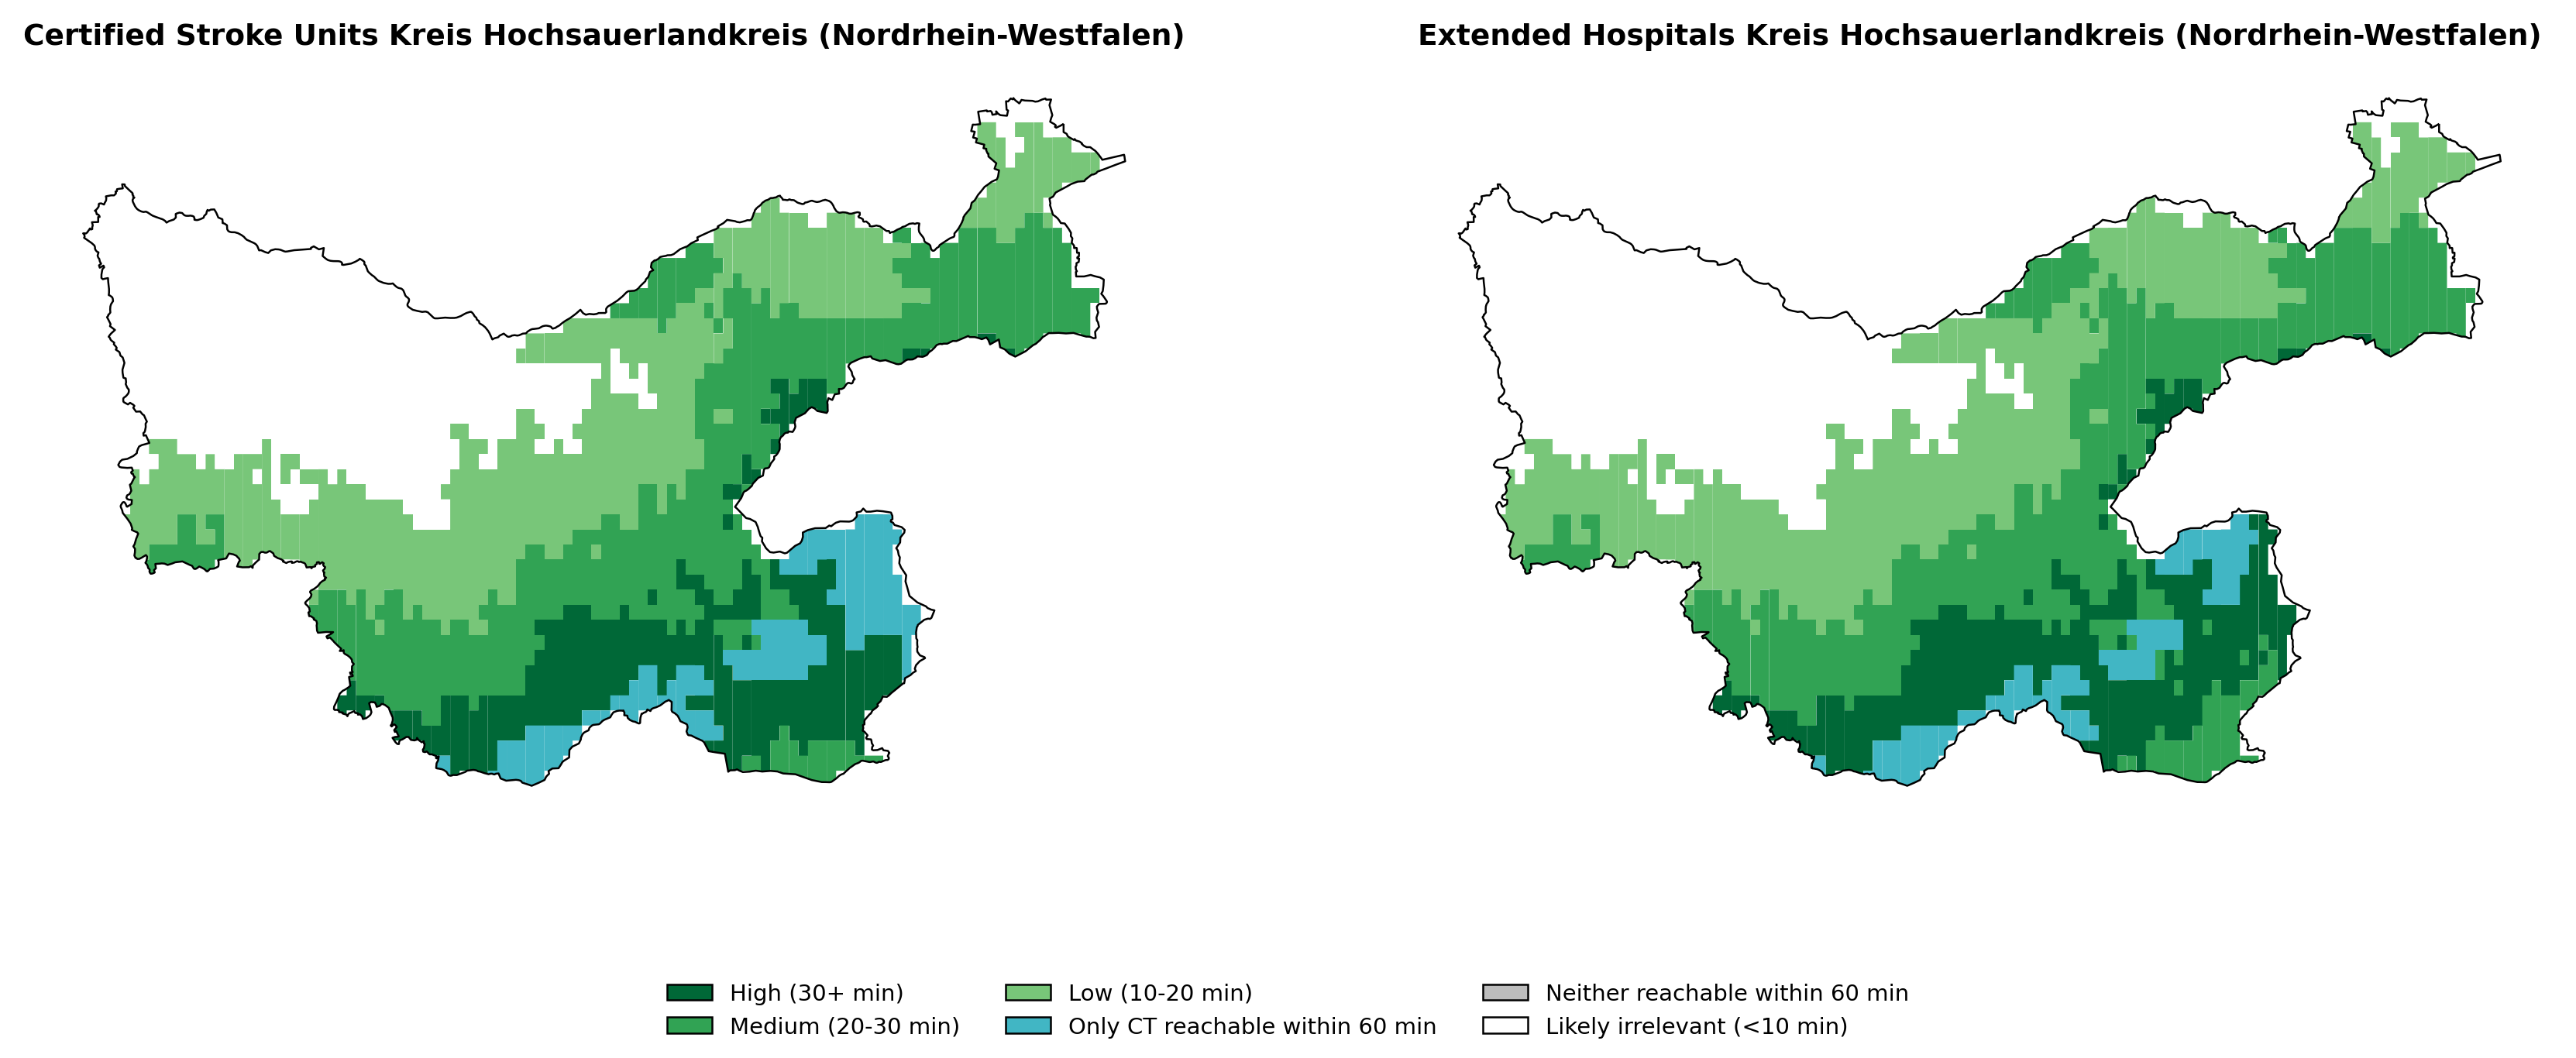 Certified Stroke Units Kreis Hochsauerlandkreis (Nordrhein-Westfalen)
Extended Hospitals Kreis Hochsauerlandkreis (Nordrhein-Westfalen)
High (30+ min)
Medium (20-30 min)
Low (10-20 min)
Only CT reachable within 60 min
Neither reachable within 60 min
Likely irrelevant (<10 min)